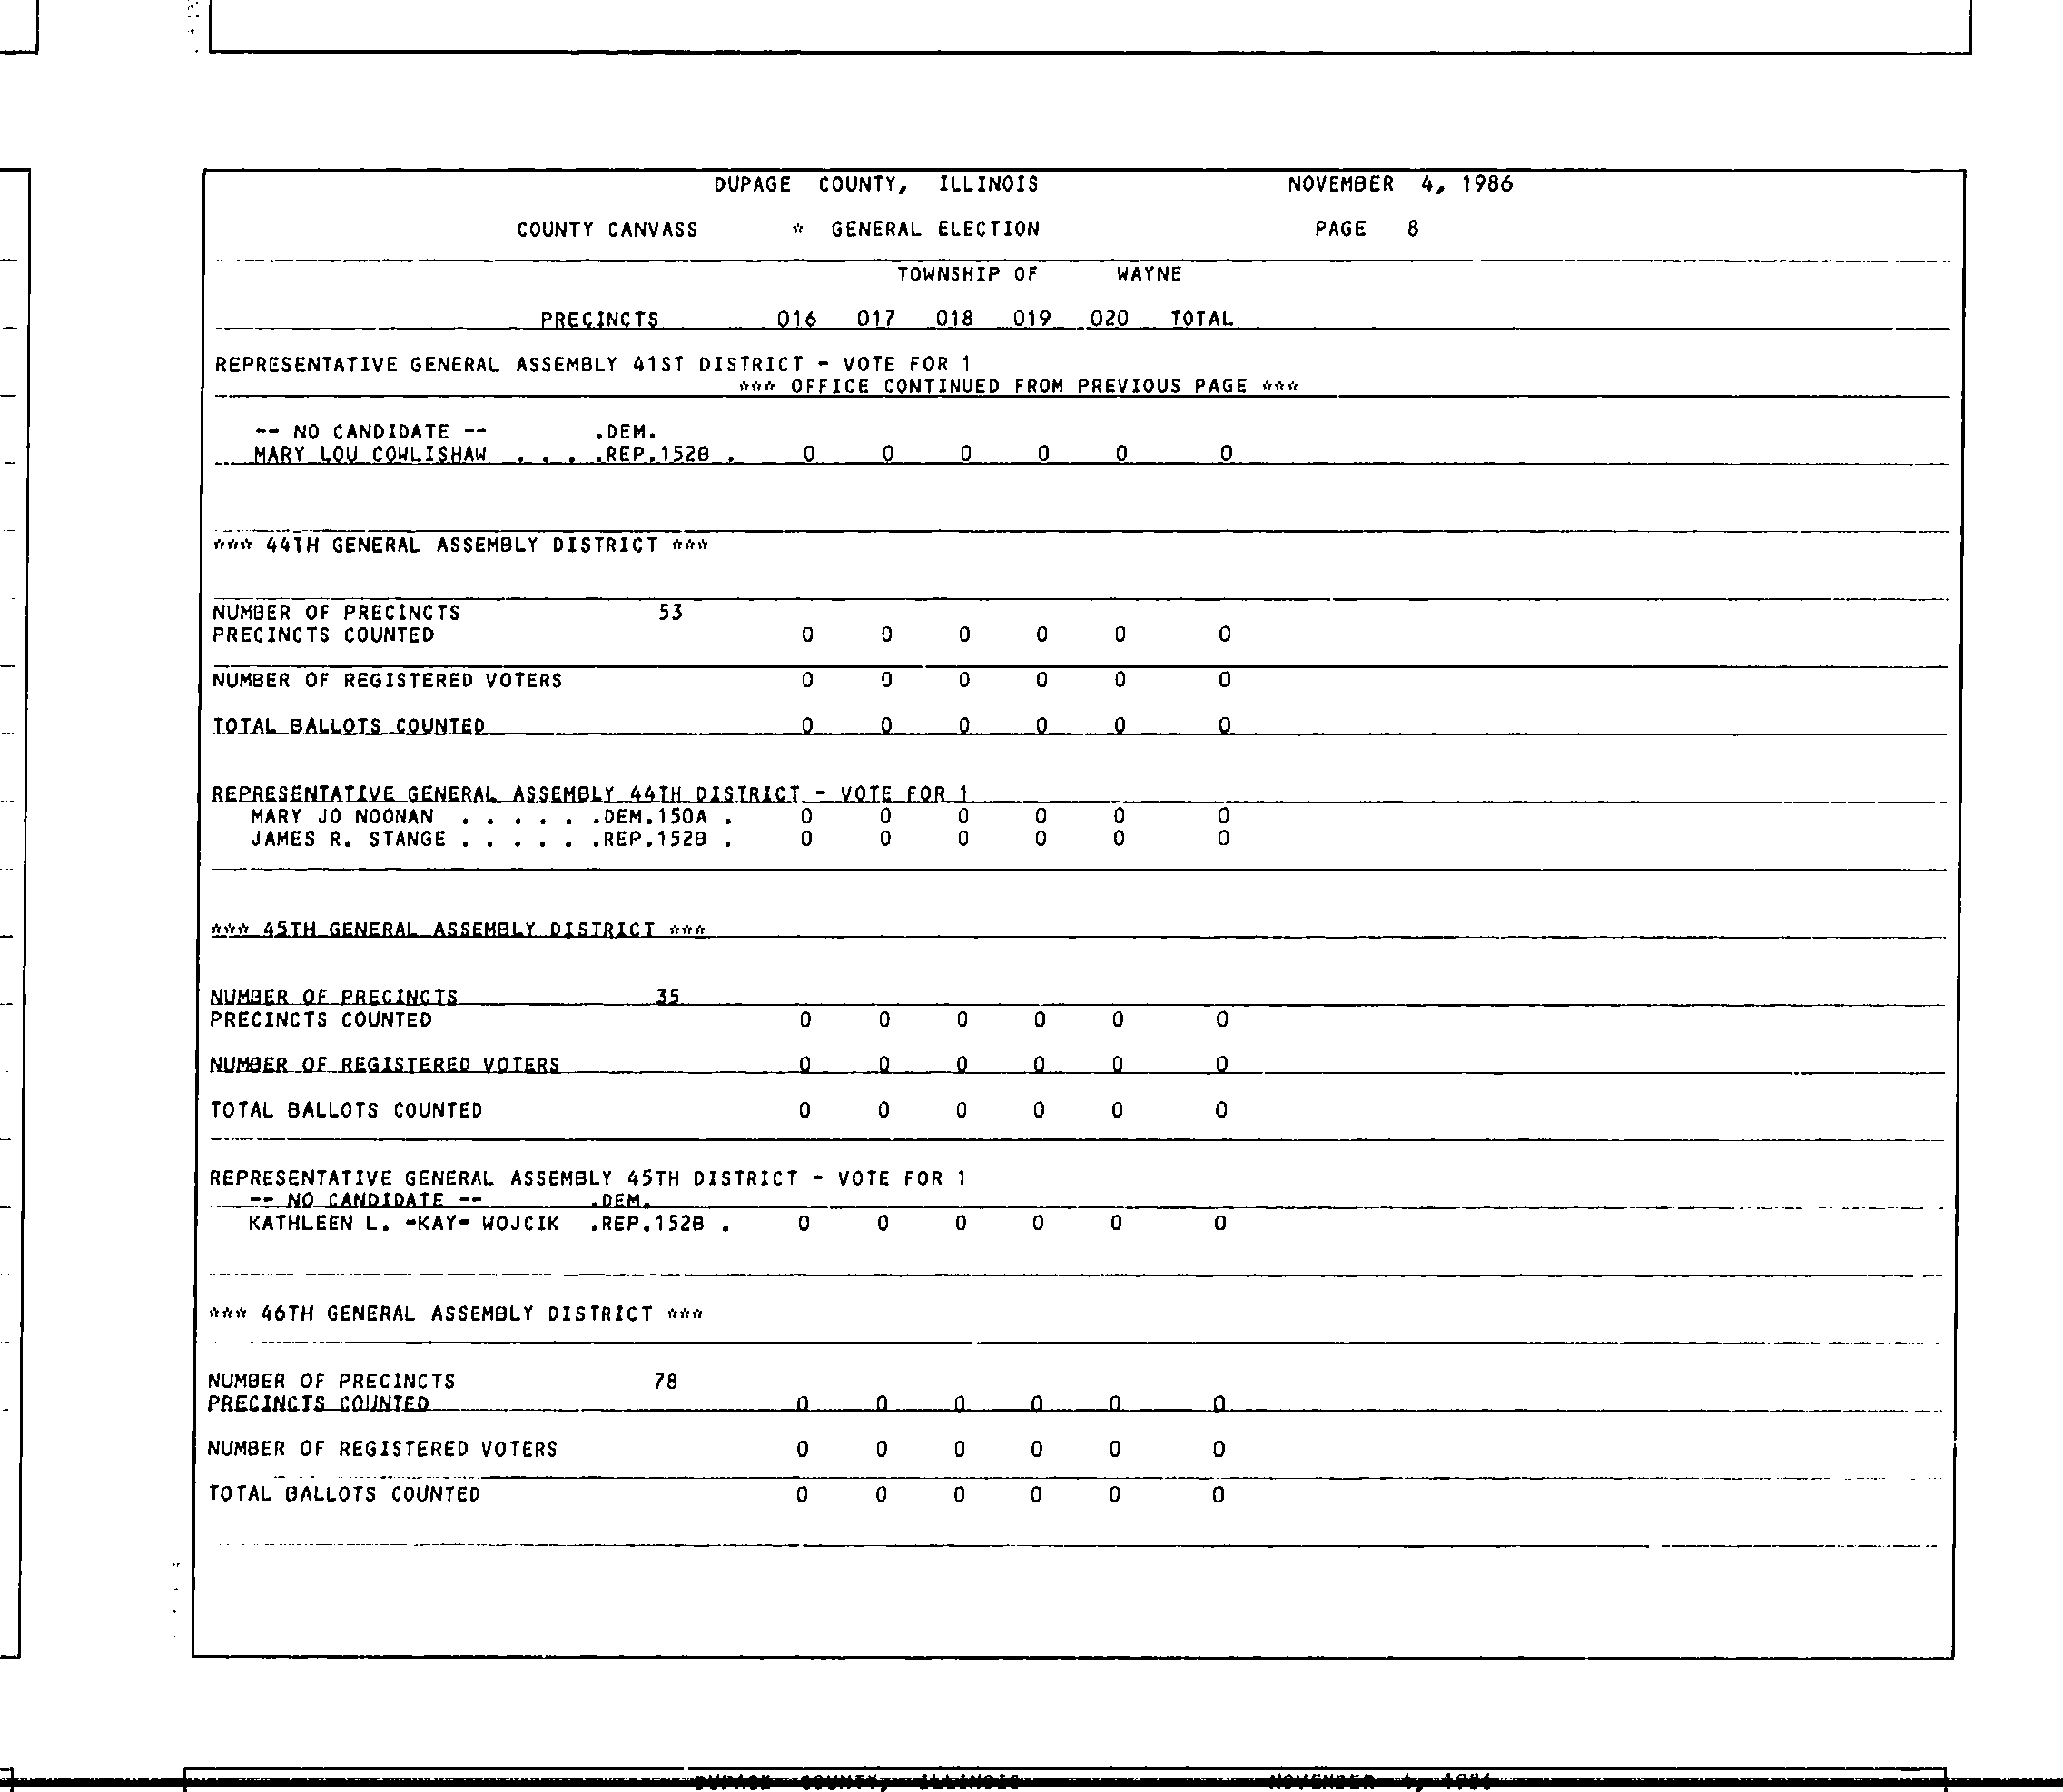 DUPAGE COUNTY, ILLINOIS NOVEMBER 4, 1986
COUNTY CANVASS * GENERAL ELECTION PAGE 8
TOWNSHIP OF WAYNE
PRECINCTS 016 017 018 019 020 TOTAL
REPRESENTATIVE GENERAL ASSEMBLY 41ST DISTRICT - VOTE FOR 1
*** OFFICE CONTINUED FROM PREVIOUS PAGE ***
-- NO CANDIDATE -- .DEM.
MARY LOU COWLISHAW . . . .REP.152B . 0 0 0 0 0 0
*** 44TH GENERAL ASSEMBLY DISTRICT ***
NUMBER OF PRECINCTS 53
PRECINCTS COUNTED 0 0 0 0 0 0
NUMBER OF REGISTERED VOTERS 0 0 0 0 0 0
TOTAL BALLOTS COUNTED 0 0 0 0 0 0
REPRESENTATIVE GENERAL ASSEMBLY 44TH DISTRICT - VOTE FOR 1
MARY JO NOONAN . . . . . .DEM.150A . 0 0 0 0 0 0
JAMES R. STANGE . . . . . .REP.152B . 0 0 0 0 0 0
*** 45TH GENERAL ASSEMBLY DISTRICT ***
NUMBER OF PRECINCTS 35
PRECINCTS COUNTED 0 0 0 0 0 0
NUMBER OF REGISTERED VOTERS 0 0 0 0 0 0
TOTAL BALLOTS COUNTED 0 0 0 0 0 0
REPRESENTATIVE GENERAL ASSEMBLY 45TH DISTRICT - VOTE FOR 1
-- NO CANDIDATE -- .DEM.
KATHLEEN L. "KAY" WOJCIK .REP.152B . 0 0 0 0 0 0
*** 46TH GENERAL ASSEMBLY DISTRICT ***
NUMBER OF PRECINCTS 78
PRECINCTS COUNTED 0 0 0 0 0 0
NUMBER OF REGISTERED VOTERS 0 0 0 0 0 0
TOTAL BALLOTS COUNTED 0 0 0 0 0 0
DUPAGE COUNTY, ILLINOIS NOVEMBER 4, 1986